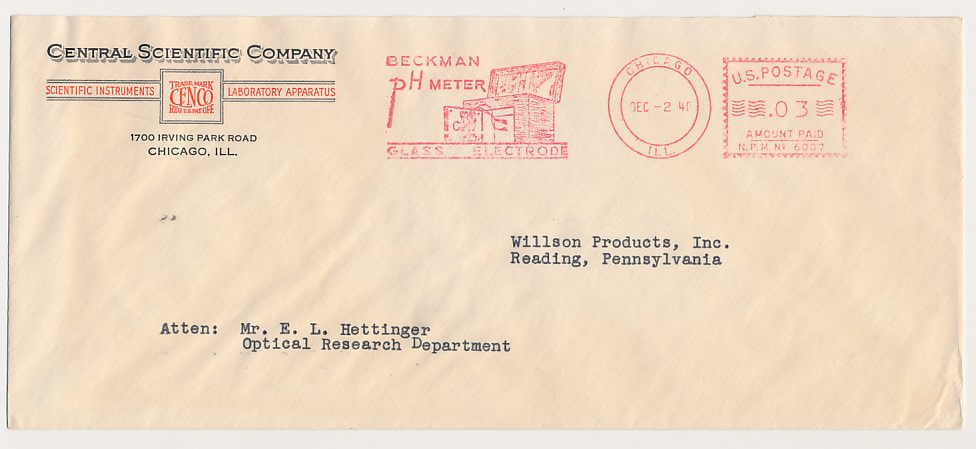 CENTRAL SCIENTIFIC COMPANY
SCIENTIFIC INSTRUMENTS
TRADE MARK
CENCO
REG. U.S. PAT. OFF.
LABORATORY APPARATUS
1700 IRVING PARK ROAD
CHICAGO, ILL.
BECKMAN
pH METER
GLASS ELECTRODE
CHICAGO
DEC -2 40
ILL.
U.S. POSTAGE
.03
AMOUNT PAID
N.P.M. Nº 6007
Willson Products, Inc.
Reading, Pennsylvania
Atten: Mr. E. L. Hettinger
Optical Research Department